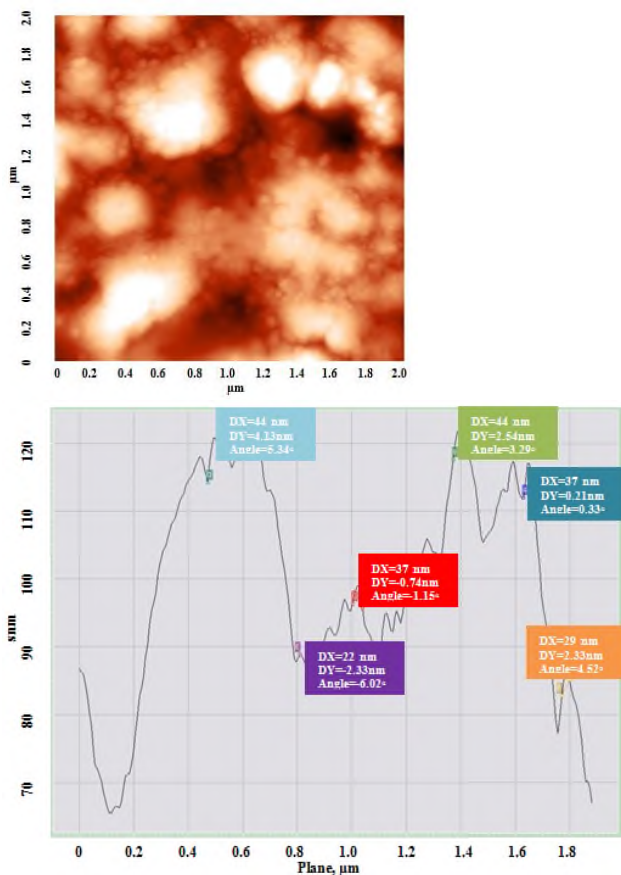 2.0
1.8
1.6
1.4
1.2
1.0
0.8
0.6
0.4
0.2
0
μm
0 0.2 0.4 0.6 0.8 1.0 1.2 1.4 1.6 1.8 2.0
μm
DX=44 nm
DY=4.13nm
Angle=5.34°
DX=44 nm
DY=2.54nm
Angle=3.29°
DX=37 nm
DY=0.21nm
Angle=0.33°
DX=37 nm
DY=-0.74nm
Angle=-1.15°
DX=22 nm
DY=-2.33nm
Angle=-6.02°
DX=29 nm
DY=2.33nm
Angle=4.52°
120
110
100
90
80
70
0 0.2 0.4 0.6 0.8 1.0 1.2 1.4 1.6 1.8
Plane, μm